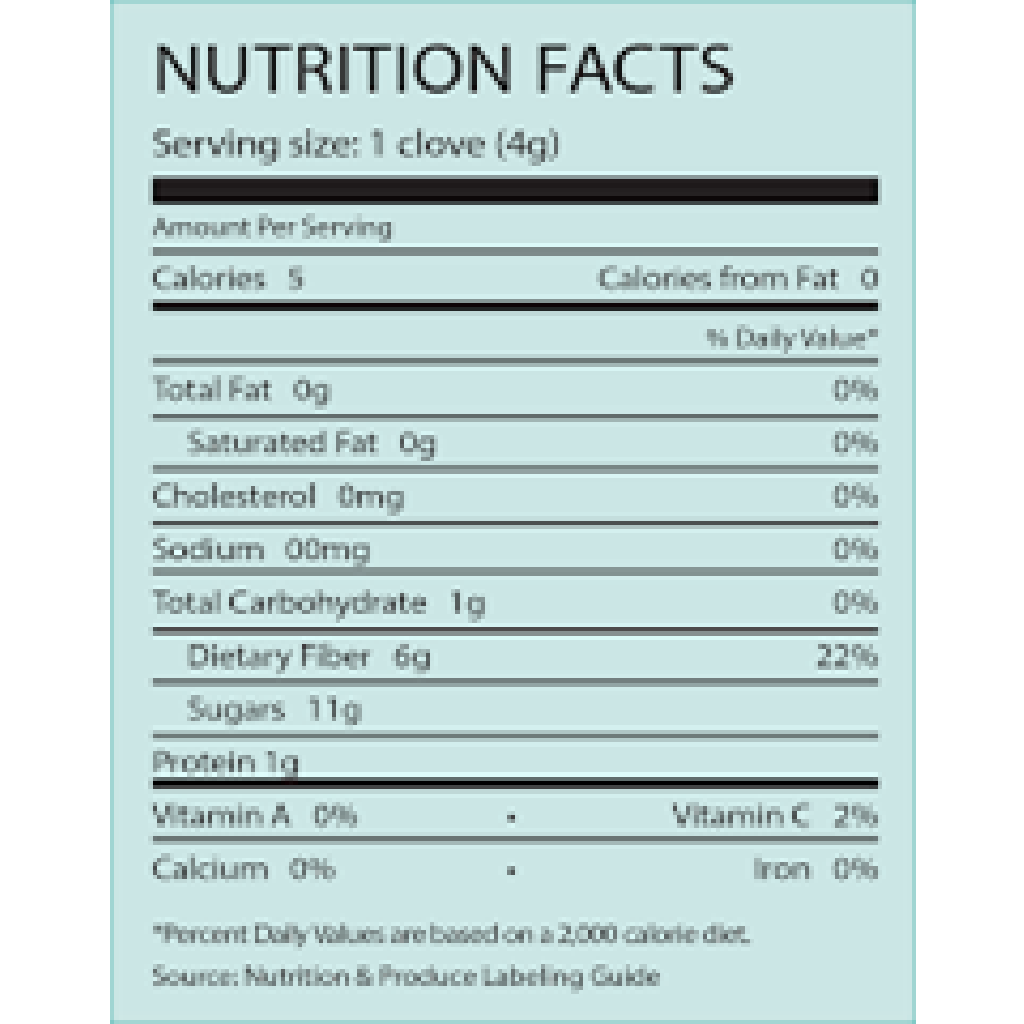 NUTRITION FACTS
Serving size: 1 clove (4g)
Amount Per Serving
Calories 5 Calories from Fat 0
% Daily Value*
Total Fat 0g 0%
Saturated Fat 0g 0%
Cholesterol 0mg 0%
Sodium 00mg 0%
Total Carbohydrate 1g 0%
Dietary Fiber 6g 22%
Sugars 11g
Protein 1g
Vitamin A 0% • Vitamin C 2%
Calcium 0% • Iron 0%
*Percent Daily Values are based on a 2,000 calorie diet.
Source: Nutrition & Produce Labeling Guide